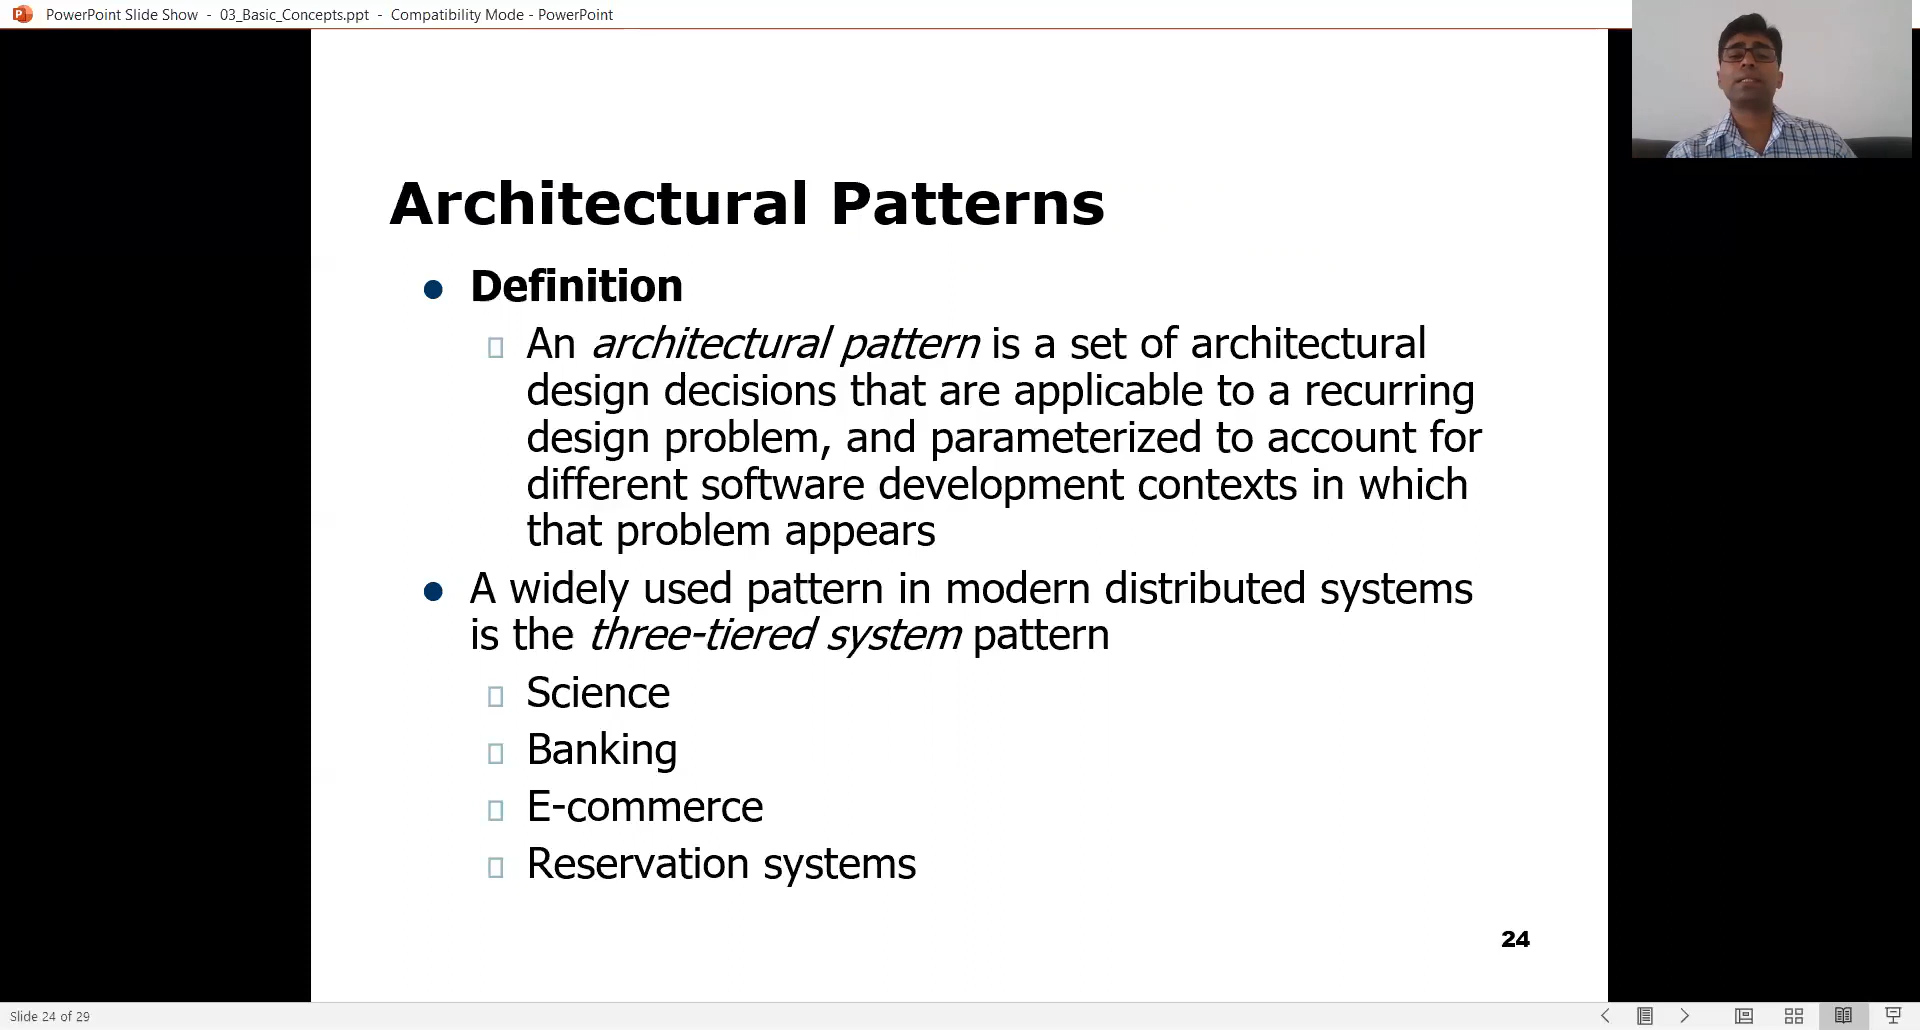 PowerPoint Slide Show - 03_Basic_Concepts.ppt - Compatibility Mode - PowerPoint
Architectural Patterns
Definition
An architectural pattern is a set of architectural
design decisions that are applicable to a recurring
design problem, and parameterized to account for
different software development contexts in which
that problem appears
A widely used pattern in modern distributed systems
is the three-tiered system pattern
Science
Banking
E-commerce
Reservation systems
24
Slide 24 of 29